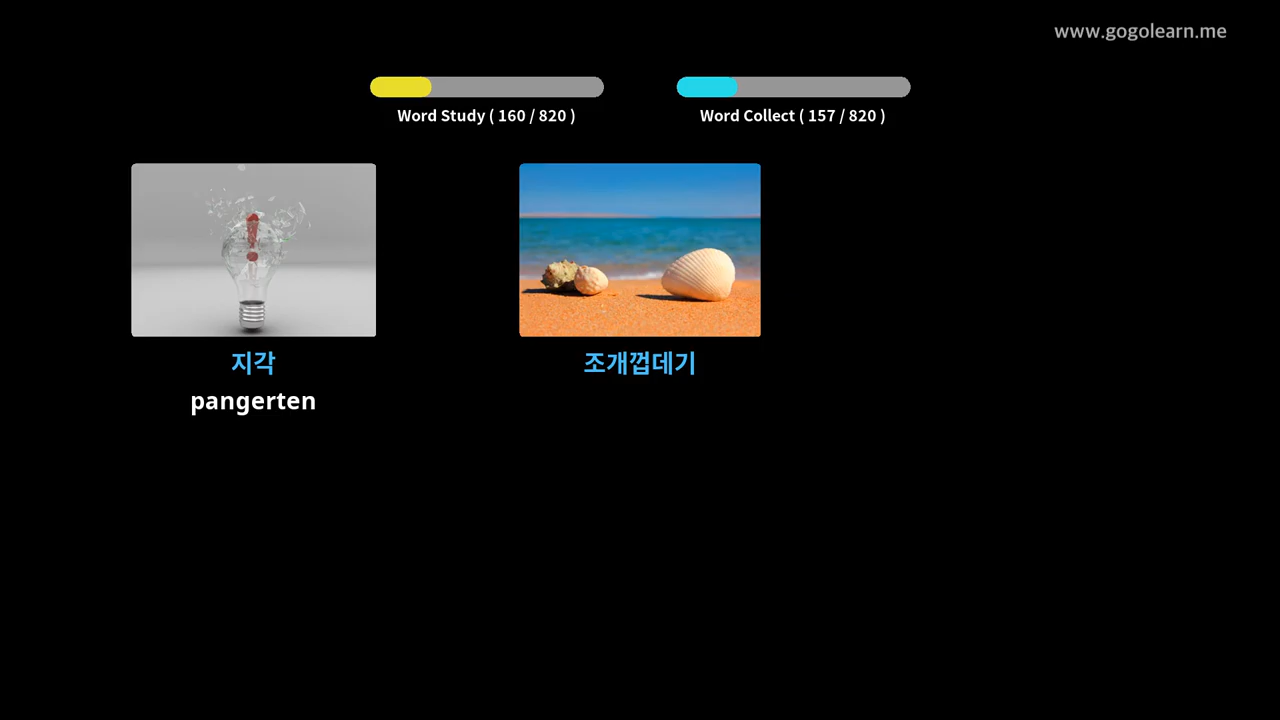 www.gogolearn.me
Word Study ( 160 / 820 )
Word Collect ( 157 / 820 )
지각
pangerten
조개껍데기